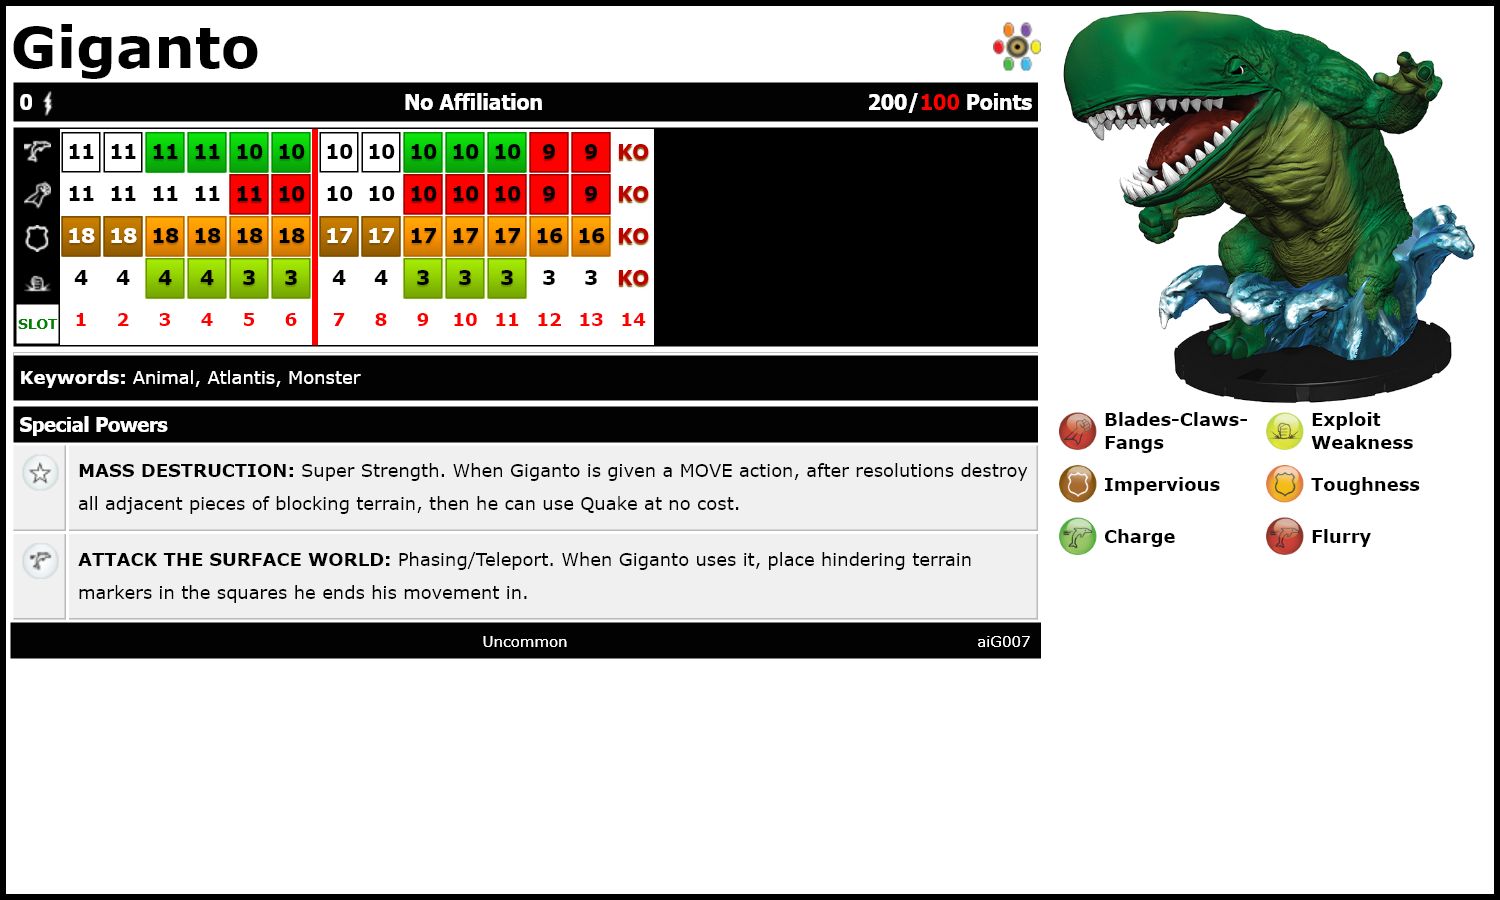 Giganto
0 No Affiliation 200/100 Points
11 11 11 11 10 10 10 10 10 10 10 9 9 KO
11 11 11 11 11 10 10 10 10 10 10 9 9 KO
18 18 18 18 18 18 17 17 17 17 17 16 16 KO
4 4 4 4 3 3 4 4 3 3 3 3 3 KO
SLOT 1 2 3 4 5 6 7 8 9 10 11 12 13 14
Keywords: Animal, Atlantis, Monster
Special Powers
MASS DESTRUCTION: Super Strength. When Giganto is given a MOVE action, after resolutions destroy
all adjacent pieces of blocking terrain, then he can use Quake at no cost.
ATTACK THE SURFACE WORLD: Phasing/Teleport. When Giganto uses it, place hindering terrain
markers in the squares he ends his movement in.
Uncommon aiG007
Blades-Claws-
Fangs
Exploit
Weakness
Impervious
Toughness
Charge
Flurry